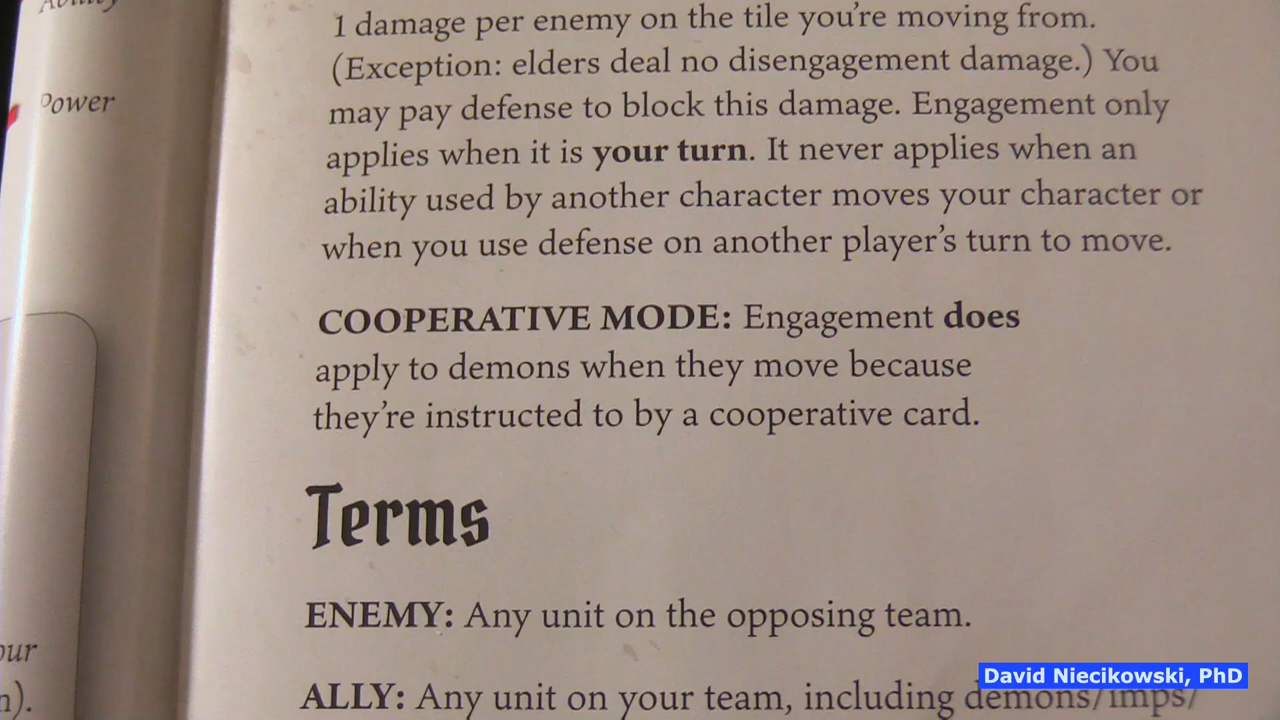 Ability
Power
our
n).
1 damage per enemy on the tile you're moving from.
(Exception: elders deal no disengagement damage.) You
may pay defense to block this damage. Engagement only
applies when it is your turn. It never applies when an
ability used by another character moves your character or
when you use defense on another player's turn to move.
COOPERATIVE MODE: Engagement does
apply to demons when they move because
they're instructed to by a cooperative card.
Terms
ENEMY: Any unit on the opposing team.
ALLY: Any unit on your team, including demons/imps/
David Niecikowski, PhD